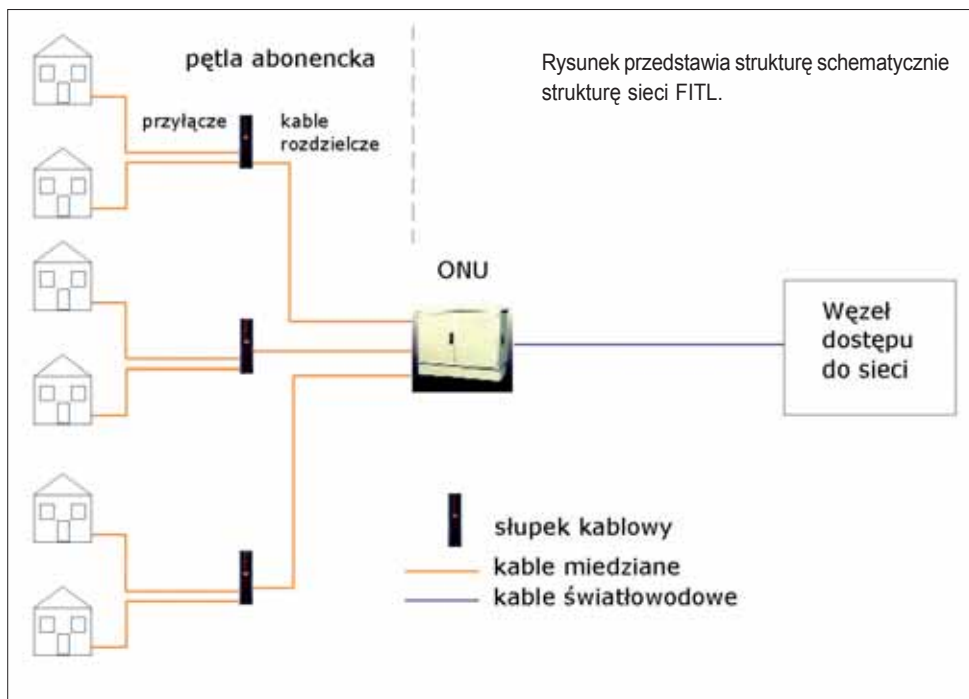 pętla abonencka
Rysunek przedstawia strukturę schematycznie
strukturę sieci FITL.
przyłącze
kable
rozdzielcze
ONU
Węzeł
dostępu
do sieci
słupek kablowy
kable miedziane
kable światłowodowe